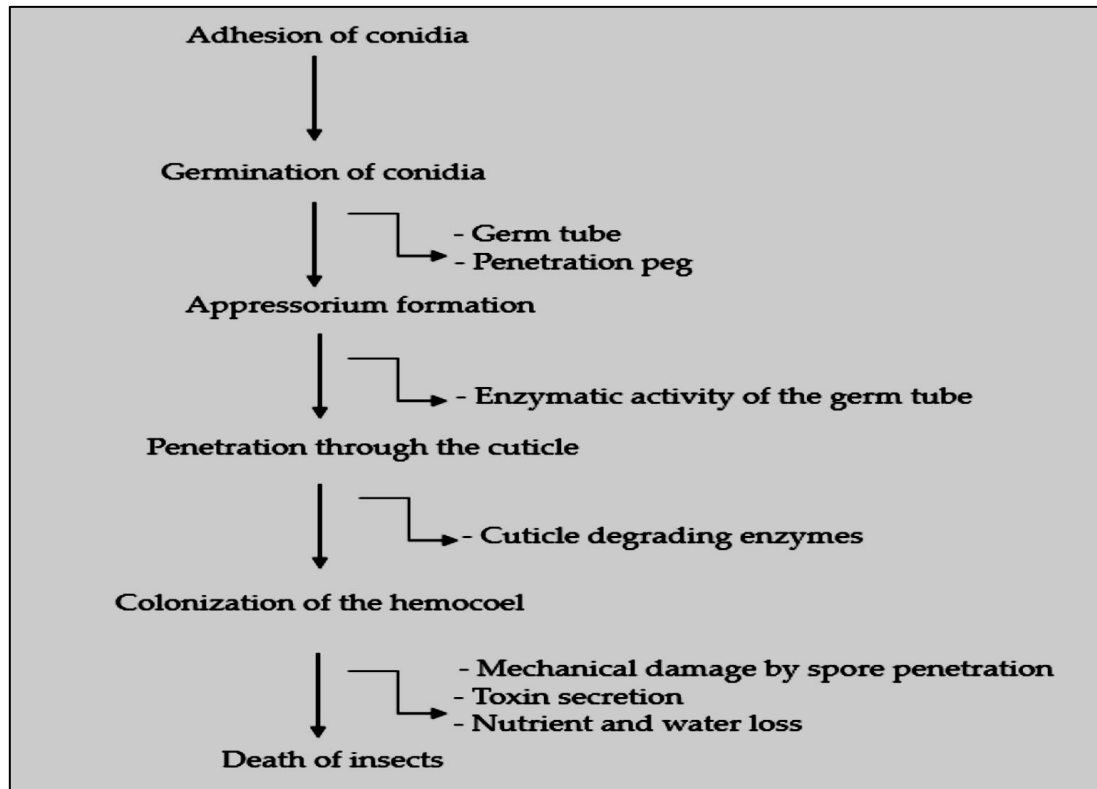 Adhesion of conidia
Germination of conidia
- Germ tube
- Penetration peg
Appressorium formation
- Enzymatic activity of the germ tube
Penetration through the cuticle
- Cuticle degrading enzymes
Colonization of the hemocoel
- Mechanical damage by spore penetration
- Toxin secretion
- Nutrient and water loss
Death of insects